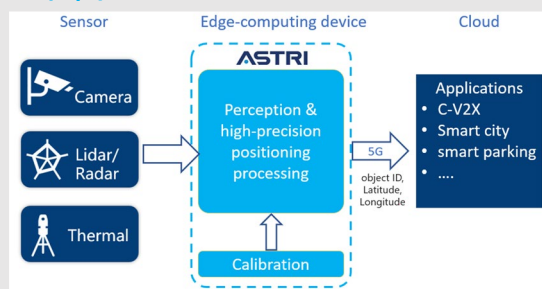 Sensor
Edge-computing device
Cloud
Camera
Lidar/
Radar
Thermal
ASTRI
Perception &
high-precision
positioning
processing
Calibration
5G
object ID,
Latitude,
Longitude
Applications
• C-V2X
• Smart city
• smart parking
• ....